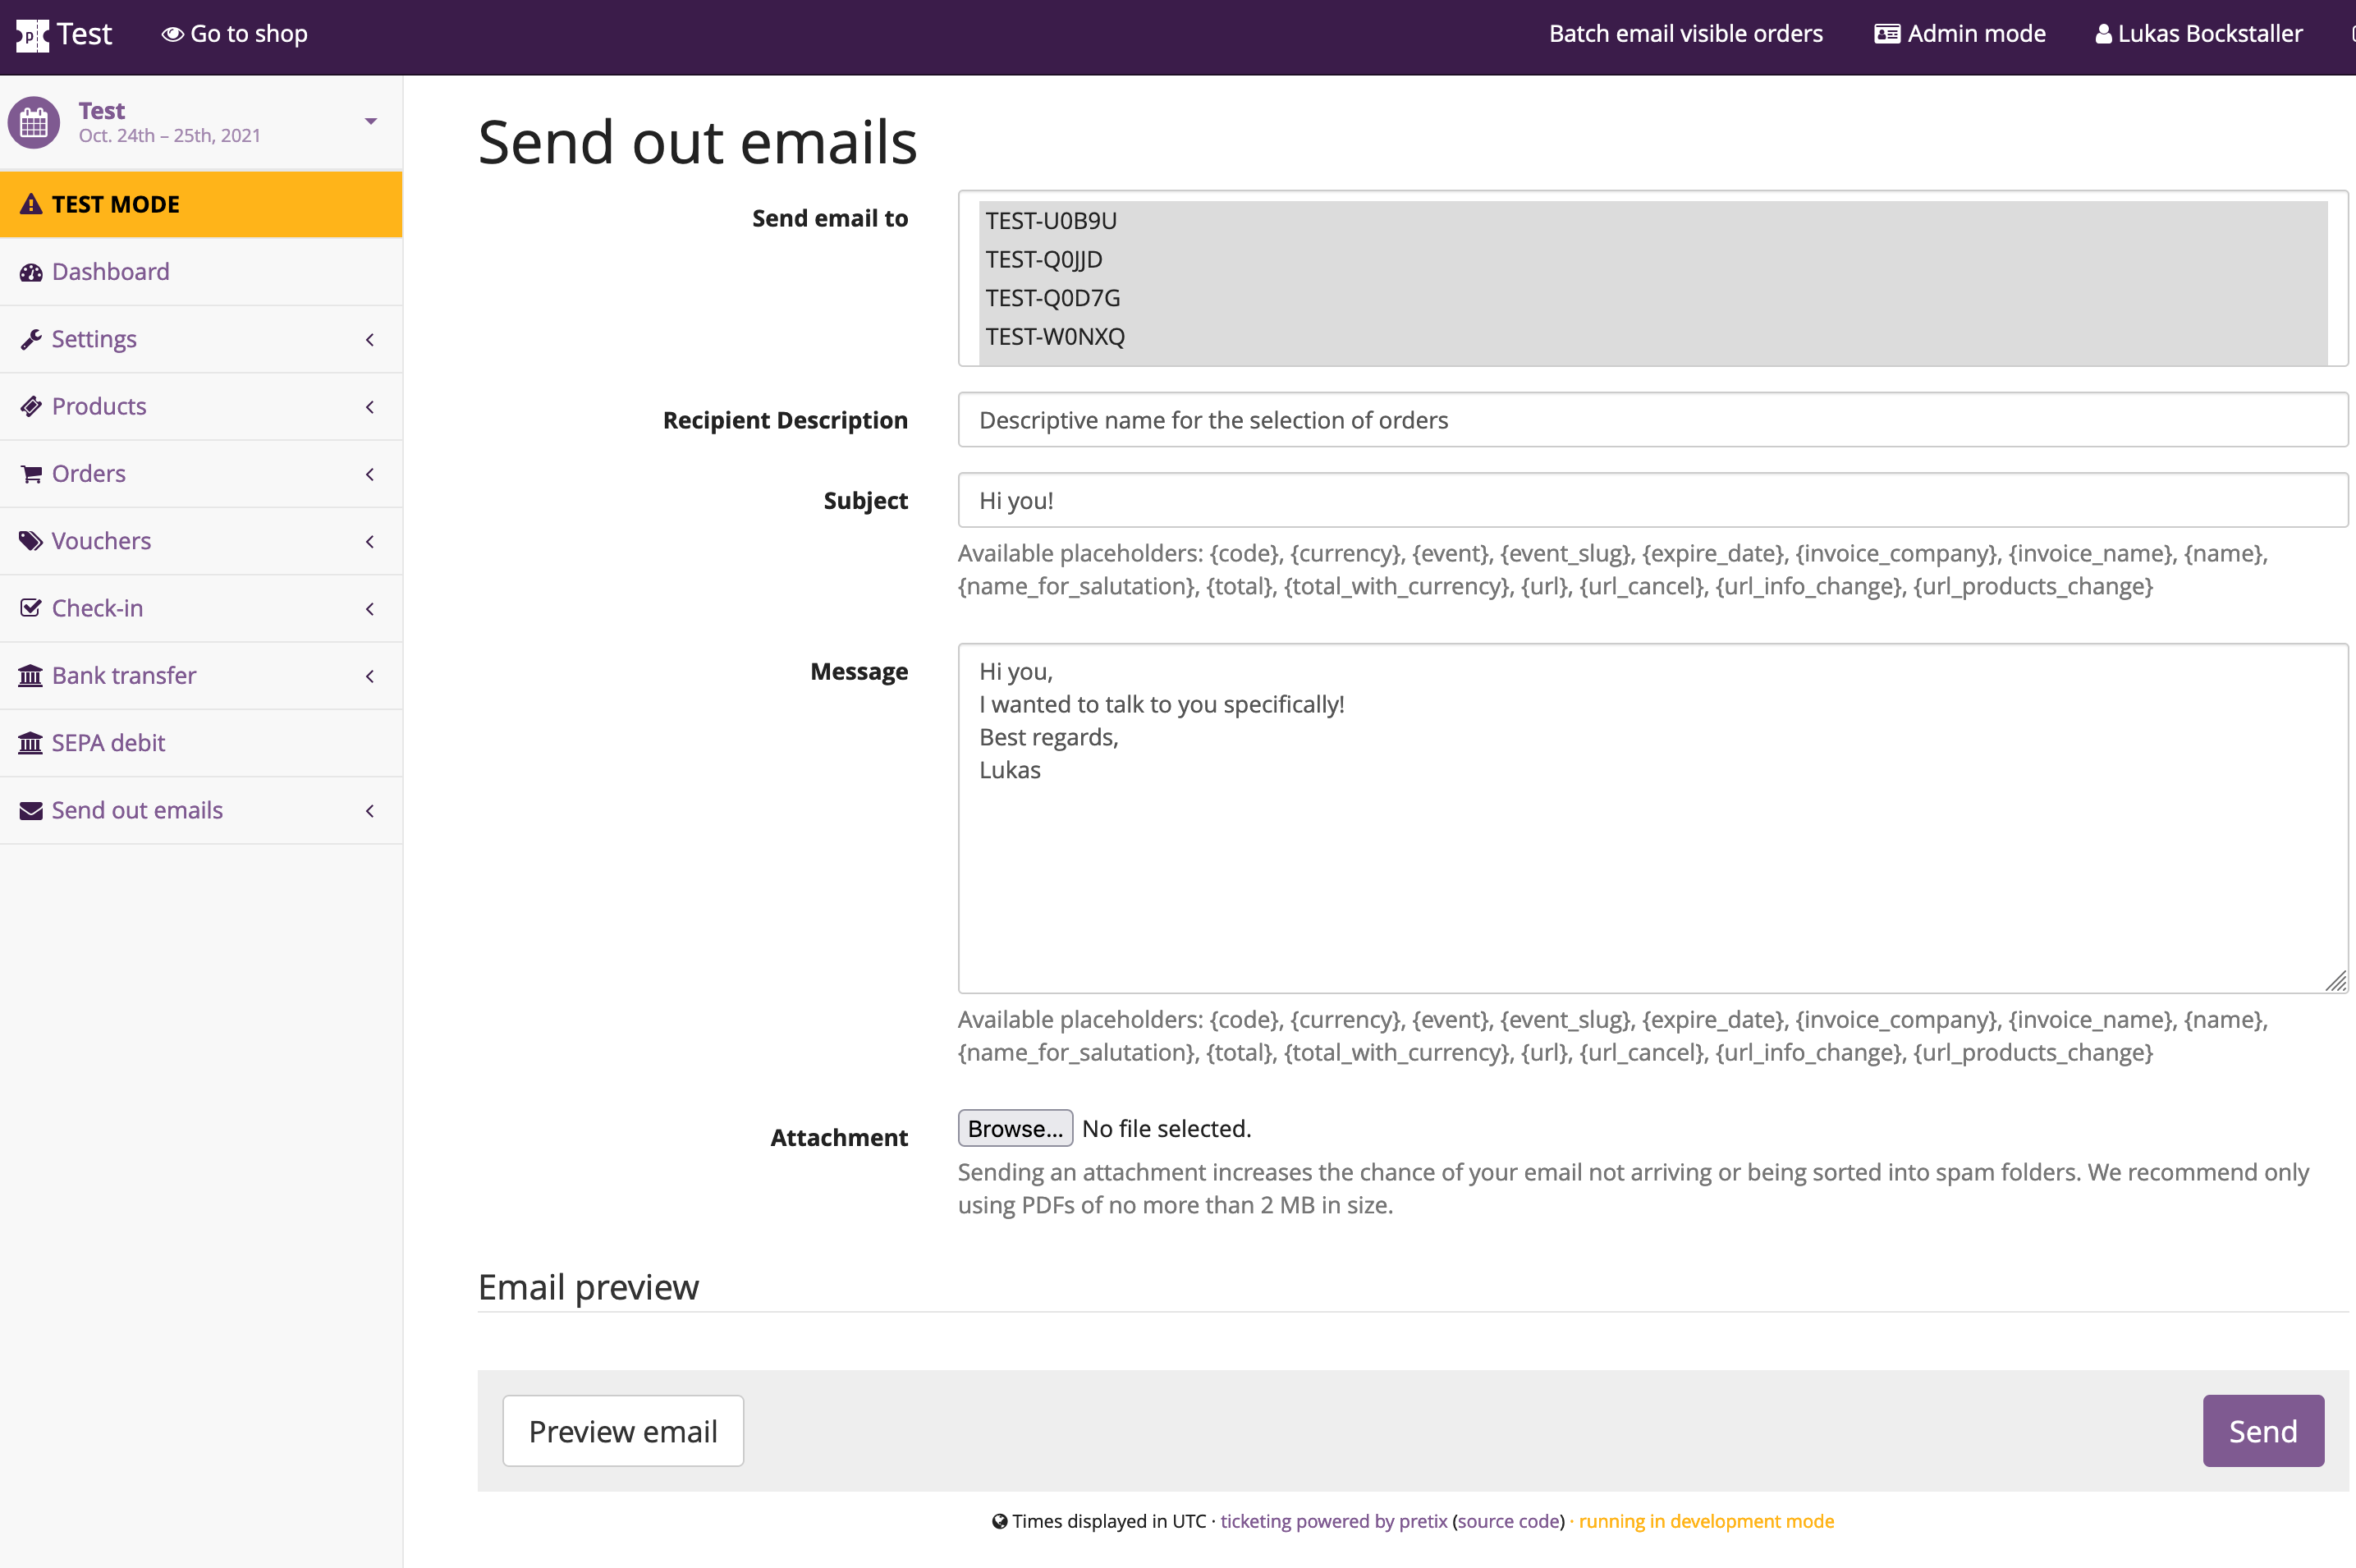 Test
Go to shop
Batch email visible orders
Admin mode
Lukas Bockstaller
Test
Oct. 24th – 25th, 2021
TEST MODE
Dashboard
Settings
Products
Orders
Vouchers
Check-in
Bank transfer
SEPA debit
Send out emails
Send out emails
Send email to
TEST-U0B9U
TEST-Q0JJD
TEST-Q0D7G
TEST-W0NXQ
Recipient Description
Descriptive name for the selection of orders
Subject
Hi you!
Available placeholders: {code}, {currency}, {event}, {event_slug}, {expire_date}, {invoice_company}, {invoice_name}, {name},
{name_for_salutation}, {total}, {total_with_currency}, {url}, {url_cancel}, {url_info_change}, {url_products_change}
Message
Hi you,
I wanted to talk to you specifically!
Best regards,
Lukas
Available placeholders: {code}, {currency}, {event}, {event_slug}, {expire_date}, {invoice_company}, {invoice_name}, {name},
{name_for_salutation}, {total}, {total_with_currency}, {url}, {url_cancel}, {url_info_change}, {url_products_change}
Attachment
Browse... No file selected.
Sending an attachment increases the chance of your email not arriving or being sorted into spam folders. We recommend only
using PDFs of no more than 2 MB in size.
Email preview
Preview email
Send
Times displayed in UTC · ticketing powered by pretix (source code) · running in development mode